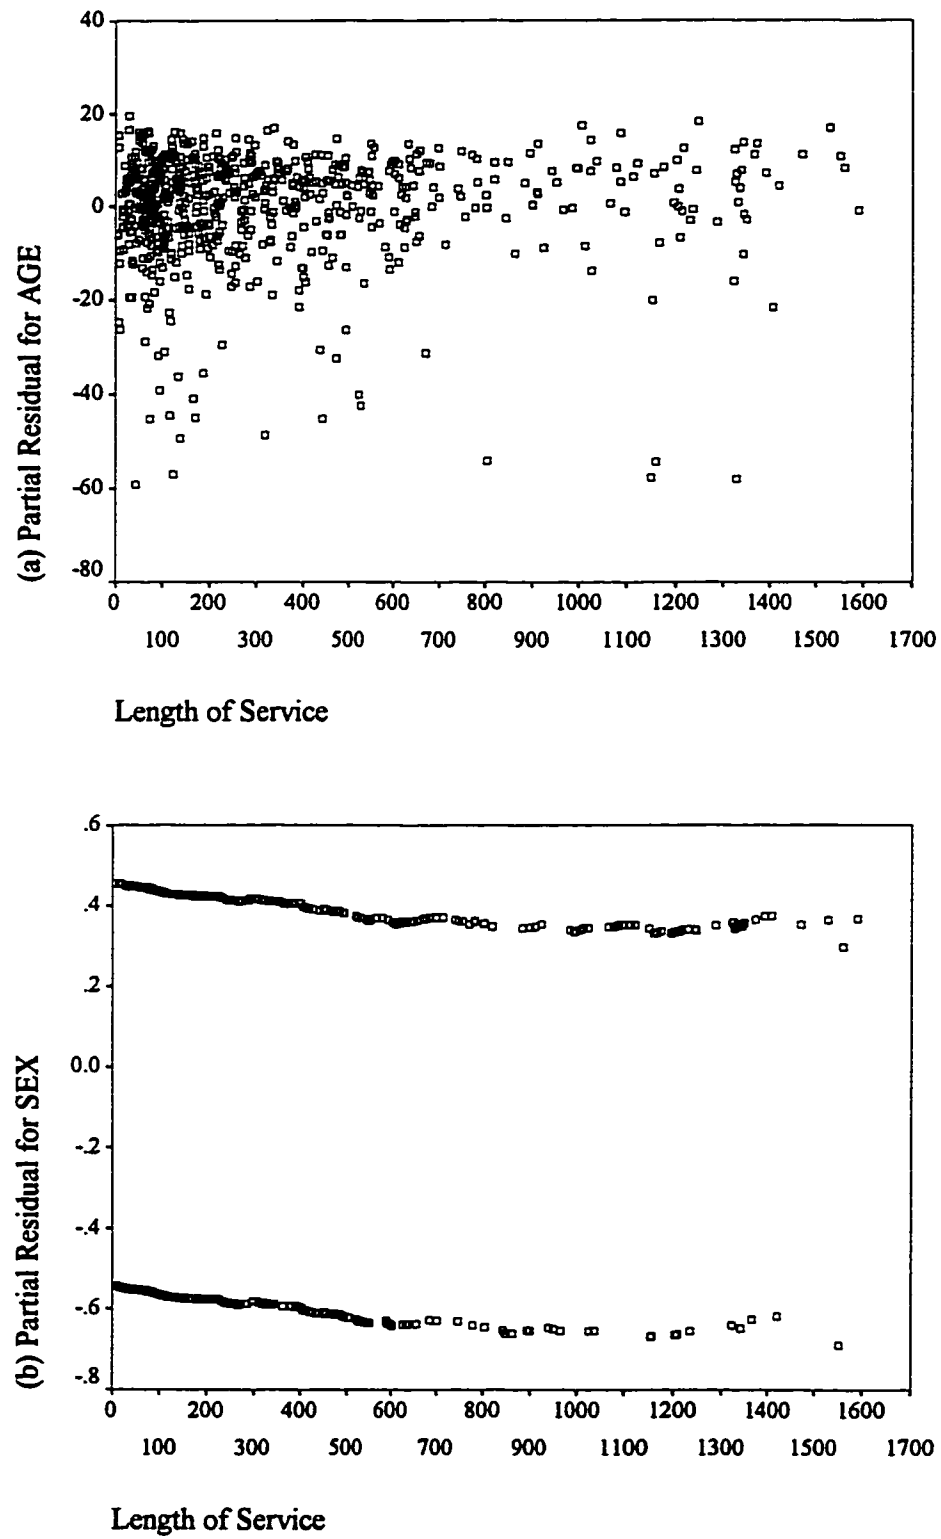 (a) Partial Residual for AGE
40
20
0
-20
-40
-60
-80
0 200 400 600 800 1000 1200 1400 1600
100 300 500 700 900 1100 1300 1500 1700
Length of Service
(b) Partial Residual for SEX
.6
.4
.2
0.0
-.2
-.4
-.6
-.8
0 200 400 600 800 1000 1200 1400 1600
100 300 500 700 900 1100 1300 1500 1700
Length of Service